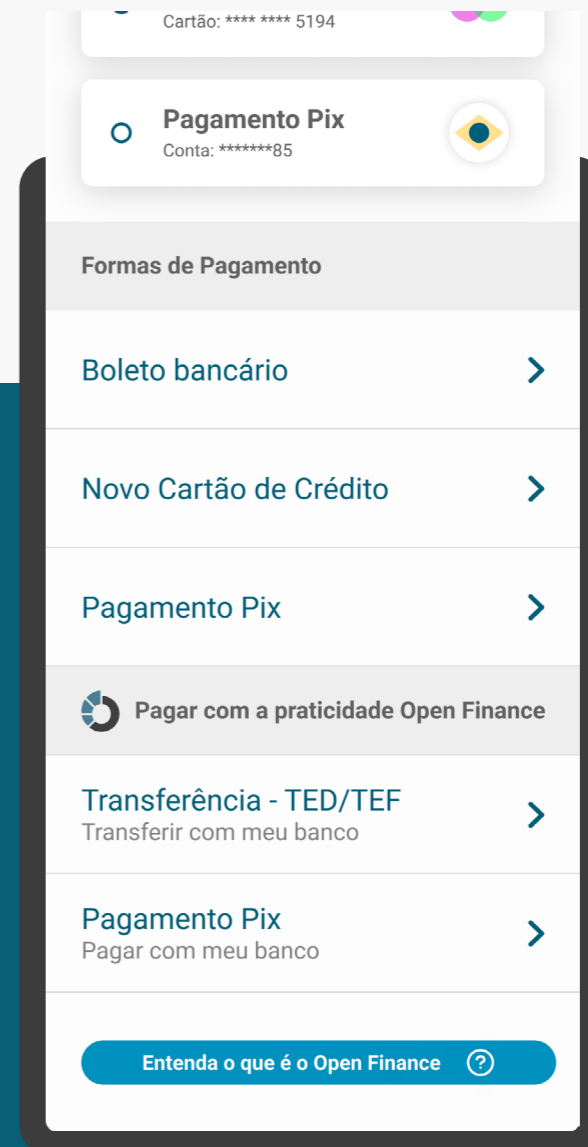 Cartão: **** **** 5194
Pagamento Pix
Conta: *******85
Formas de Pagamento
Boleto bancário
Novo Cartão de Crédito
Pagamento Pix
Pagar com a praticidade Open Finance
Transferência - TED/TEF
Transferir com meu banco
Pagamento Pix
Pagar com meu banco
Entenda o que é o Open Finance ?